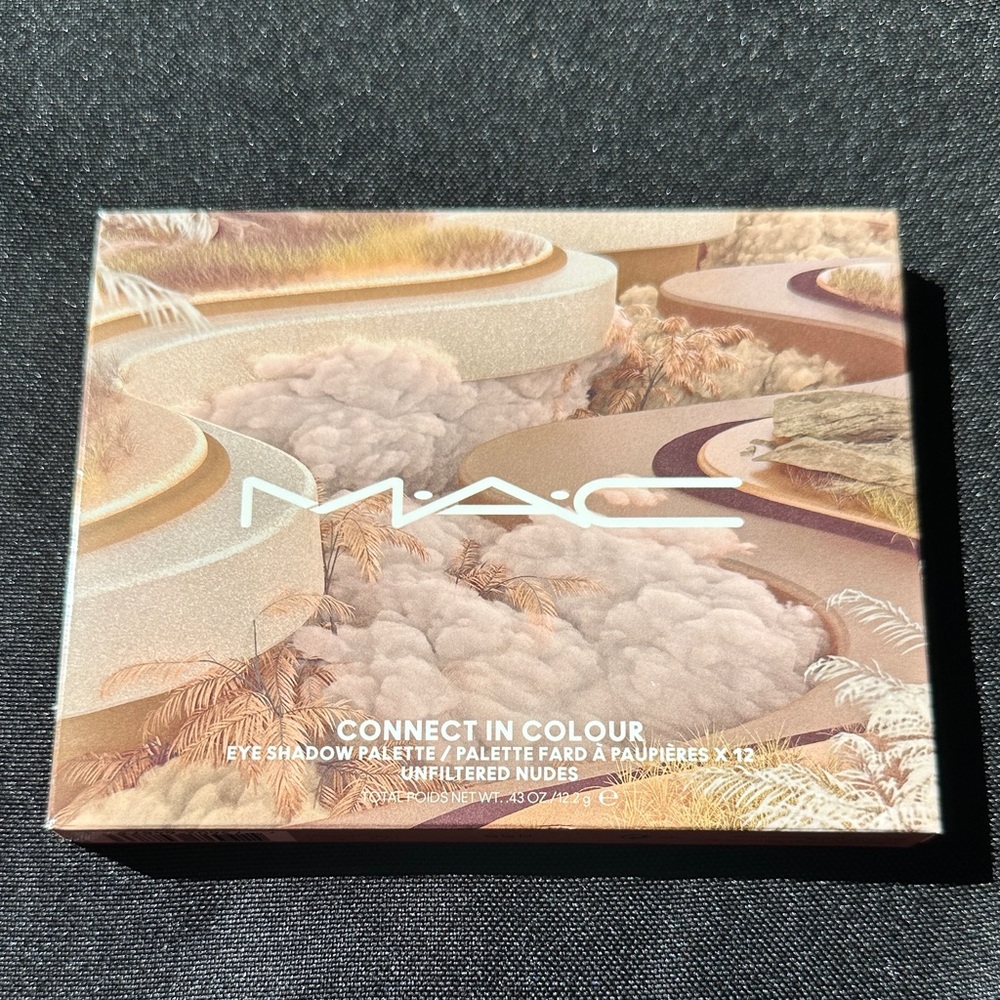 M·A·C
CONNECT IN COLOUR
EYE SHADOW PALETTE / PALETTE FARD À PAUPIÈRES X 12
UNFILTERED NUDES
TOTAL POIDS NET WT. .43 OZ /12.2 g ℮